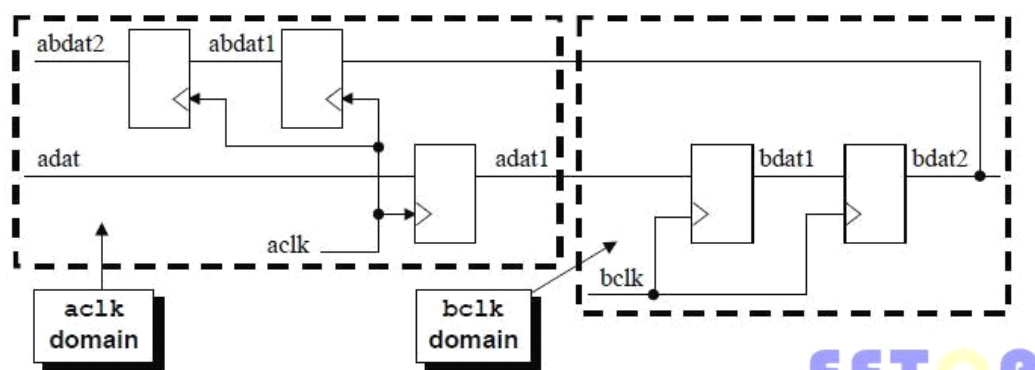 abdat2
abdat1
adat
adat1
bdat1
bdat2
aclk
bclk
aclk
domain
bclk
domain